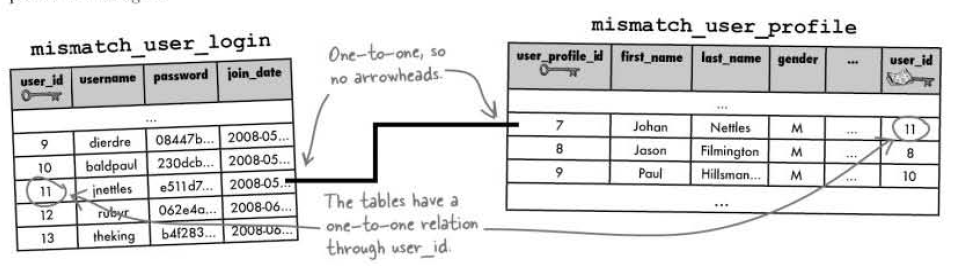 mismatch_user_login
user_id username password join_date
...
9 dierdre 08447b... 2008-05...
10 baldpaul 230dcb... 2008-05...
11 jnettles e511d7... 2008-05...
12 rubyr 062e4a... 2008-06...
13 theking b4f283... 2008-06...
One-to-one, so
no arrowheads.
The tables have a
one-to-one relation
through user_id.
mismatch_user_profile
user_profile_id first_name last_name gender ... user_id
...
7 Johan Nettles M ... 11
8 Jason Filmington M ... 8
9 Paul Hillsman... M ... 10
...